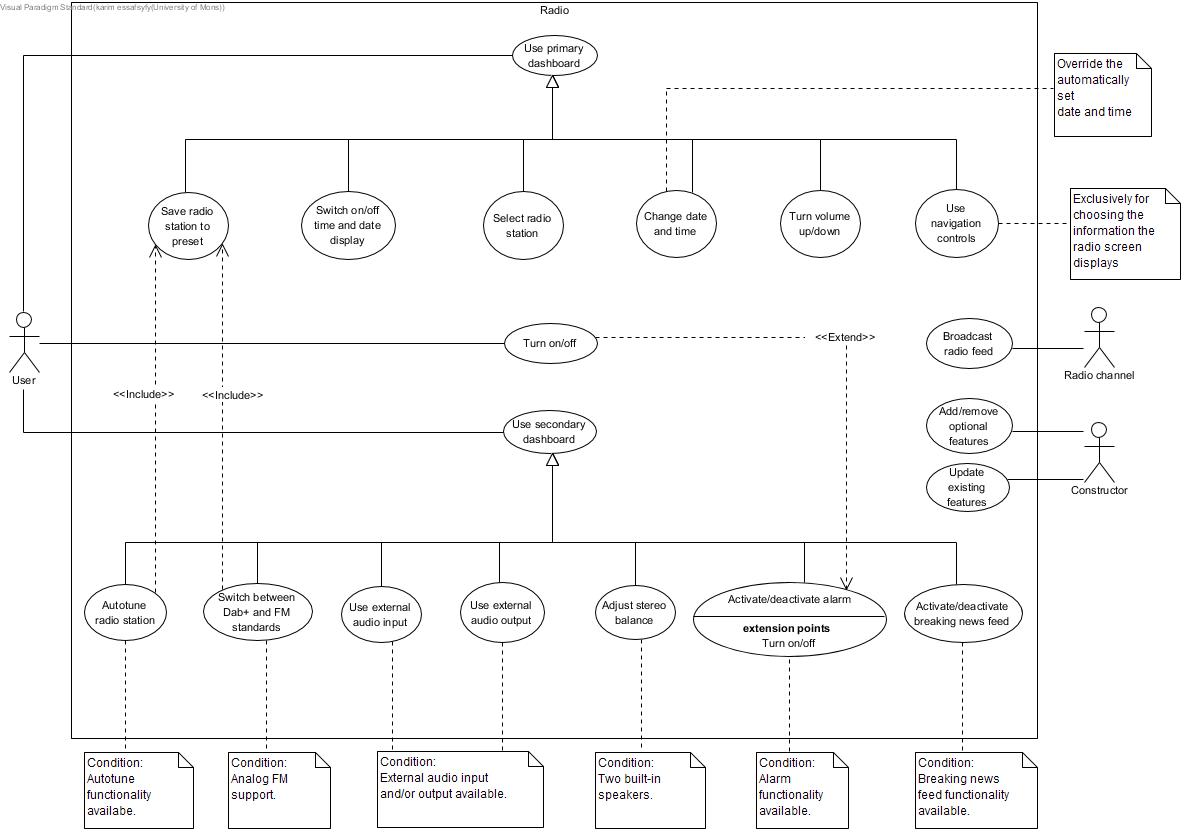 Visual Paradigm Standard(karim essafsyfy(University of Mons))
Radio
Use primary
dashboard
Override the
automatically
set
date and time
Save radio
station to
preset
Switch on/off
time and date
display
Select radio
station
Change date
and time
Turn volume
up/down
Use
navigation
controls
Exclusively for
choosing the
information the
radio screen
displays
User
Turn on/off
<<Extend>>
Broadcast
radio feed
Radio channel
<<Include>>
<<Include>>
Use secondary
dashboard
Add/remove
optional
features
Update
existing
features
Constructor
Autotune
radio station
Switch between
Dab+ and FM
standards
Use external
audio input
Use external
audio output
Adjust stereo
balance
Activate/deactivate alarm
extension points
Turn on/off
Activate/deactivate
breaking news feed
Condition:
Autotune
functionality
availabe.
Condition:
Analog FM
support.
Condition:
External audio input
and/or output available.
Condition:
Two built-in
speakers.
Condition:
Alarm
functionality
available.
Condition:
Breaking news
feed functionality
available.